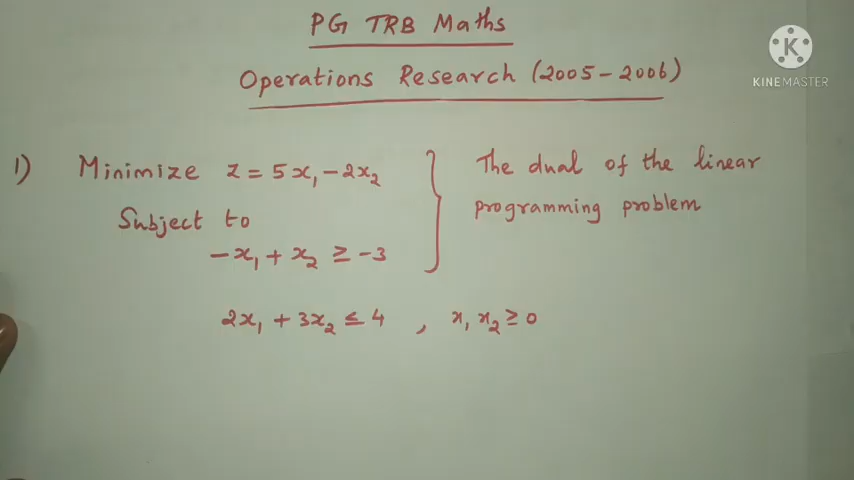 PG TRB Maths
Operations Research (2005-2006)
K
KINEMASTER
1) Minimize z = 5x₁ - 2x₂
Subject to
-x₁ + x₂ ≥ -3
The dual of the linear
programming problem
2x₁ + 3x₂ ≤ 4 , x, x₂ ≥ 0